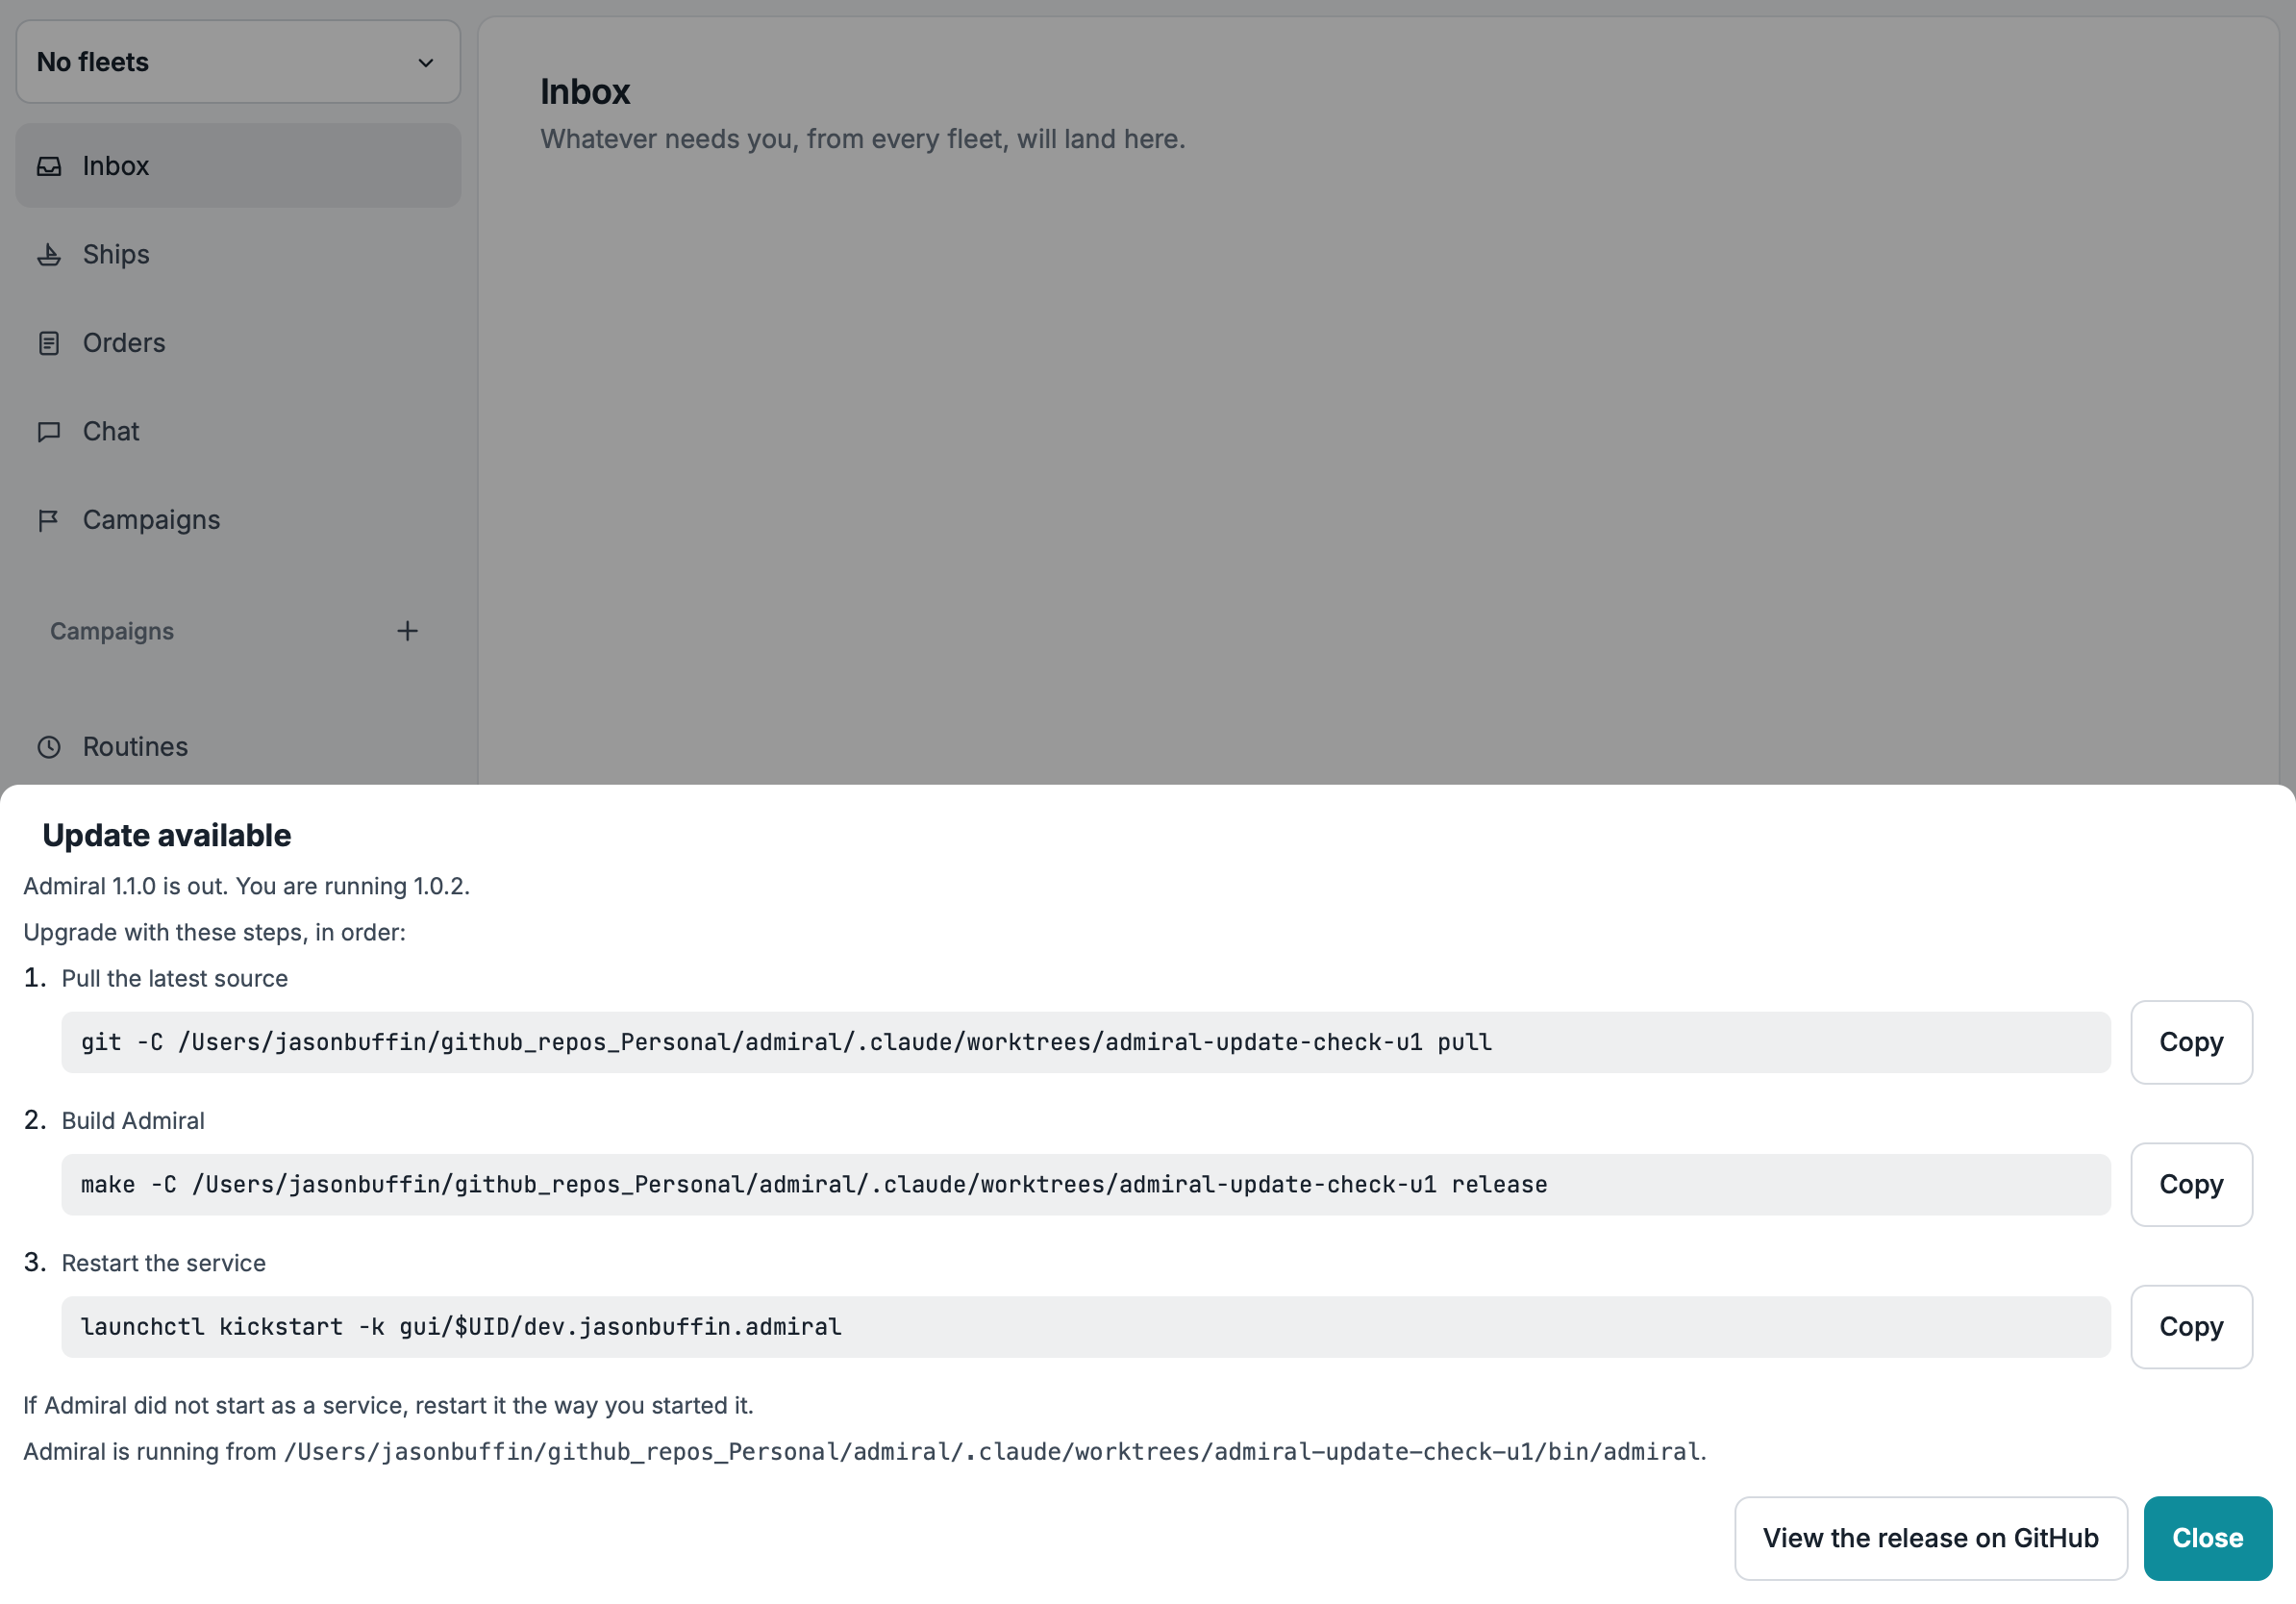 No fleets
Inbox
Ships
Orders
Chat
Campaigns
Campaigns
Routines
Inbox
Whatever needs you, from every fleet, will land here.
Update available
Admiral 1.1.0 is out. You are running 1.0.2.
Upgrade with these steps, in order:
1. Pull the latest source
git -C /Users/jasonbuffin/github_repos_Personal/admiral/.claude/worktrees/admiral-update-check-u1 pull
Copy
2. Build Admiral
make -C /Users/jasonbuffin/github_repos_Personal/admiral/.claude/worktrees/admiral-update-check-u1 release
Copy
3. Restart the service
launchctl kickstart -k gui/$UID/dev.jasonbuffin.admiral
Copy
If Admiral did not start as a service, restart it the way you started it.
Admiral is running from /Users/jasonbuffin/github_repos_Personal/admiral/.claude/worktrees/admiral-update-check-u1/bin/admiral.
View the release on GitHub
Close